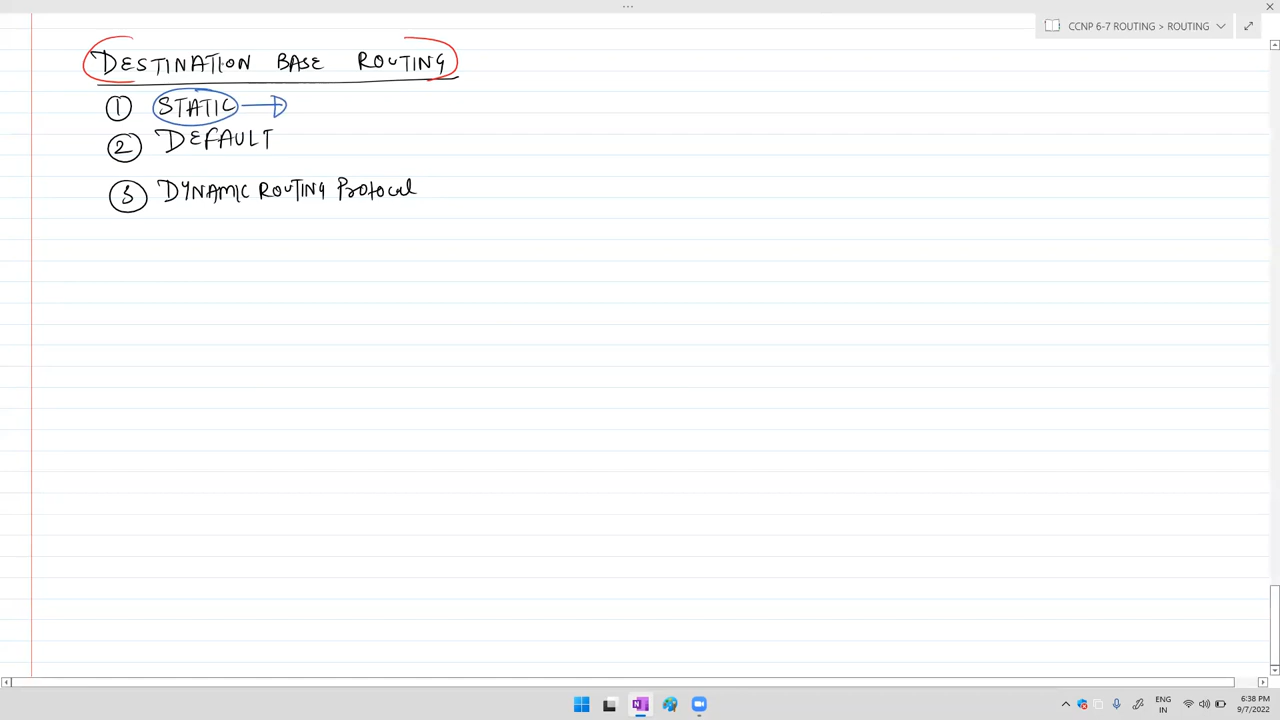 CCNP 6-7 ROUTING > ROUTING
DESTINATION BASE ROUTING
1 STATIC
2 DEFAULT
3 DYNAMIC ROUTING Protocol
ENG
IN
6:38 PM
9/7/2022